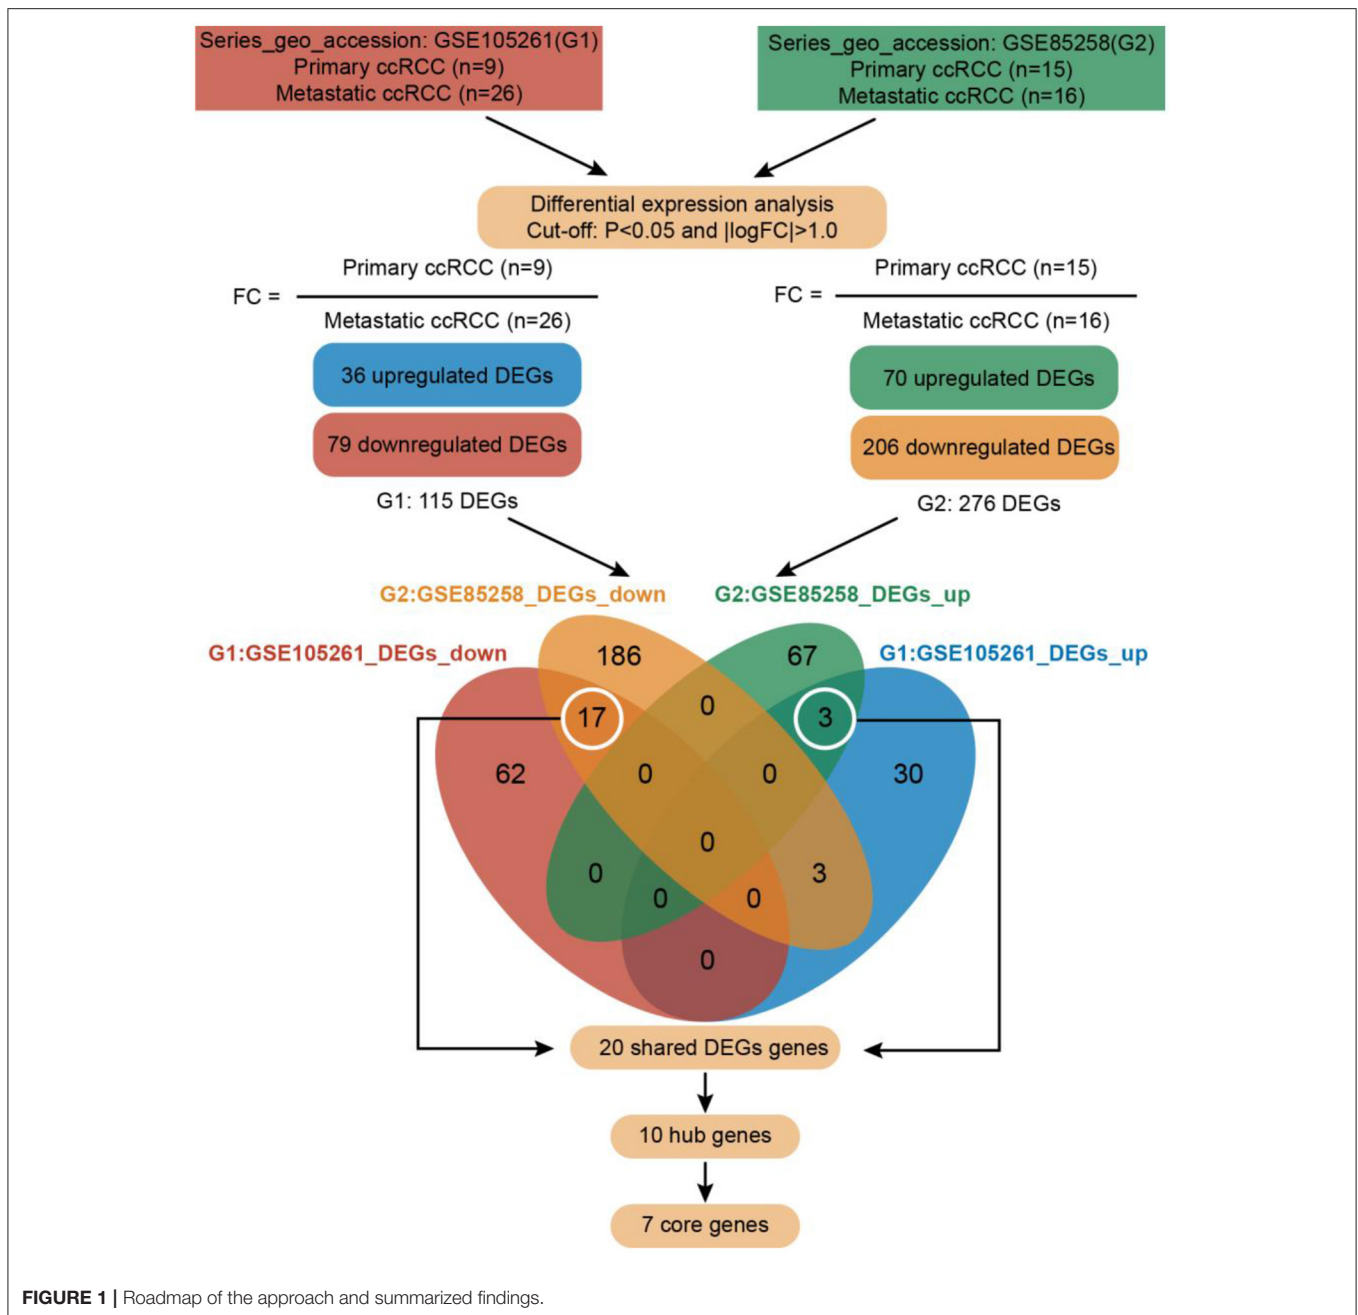 Series_geo_accession: GSE105261(G1)
Primary ccRCC (n=9)
Metastatic ccRCC (n=26)
Series_geo_accession: GSE85258(G2)
Primary ccRCC (n=15)
Metastatic ccRCC (n=16)
Differential expression analysis
Cut-off: P<0.05 and |logFC|>1.0
Primary ccRCC (n=9)
FC =
Metastatic ccRCC (n=26)
Primary ccRCC (n=15)
FC =
Metastatic ccRCC (n=16)
36 upregulated DEGs
79 downregulated DEGs
G1: 115 DEGs
70 upregulated DEGs
206 downregulated DEGs
G2: 276 DEGs
G2:GSE85258_DEGs_down
G2:GSE85258_DEGs_up
G1:GSE105261_DEGs_down
G1:GSE105261_DEGs_up
186
67
17
0
3
62
0
0
30
0
0
3
0
0
0
20 shared DEGs genes
10 hub genes
7 core genes
FIGURE 1 | Roadmap of the approach and summarized findings.